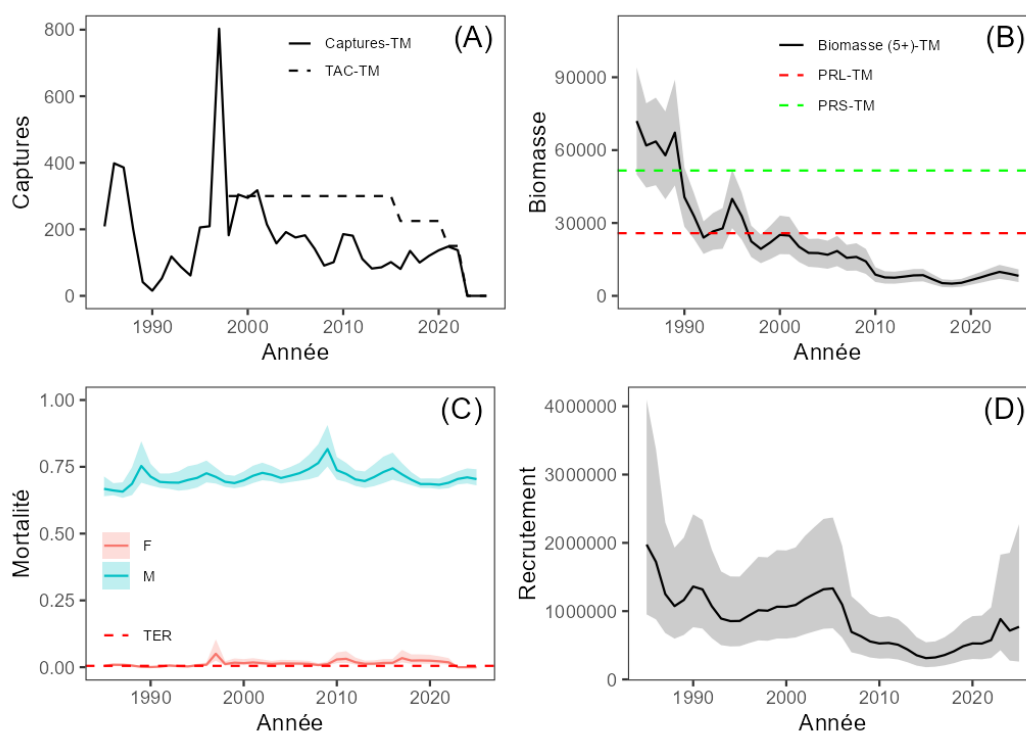 (A)
Captures-TM
TAC-TM
Captures
800
600
400
200
0
1990
2000
2010
2020
Année
(B)
Biomasse (5+)-TM
PRL-TM
PRS-TM
Biomasse
90000
60000
30000
0
1990
2000
2010
2020
Année
(C)
Mortalité
1.00
0.75
0.50
0.25
0.00
F
M
TER
1990
2000
2010
2020
Année
(D)
Recrutement
4000000
3000000
2000000
1000000
0
1990
2000
2010
2020
Année